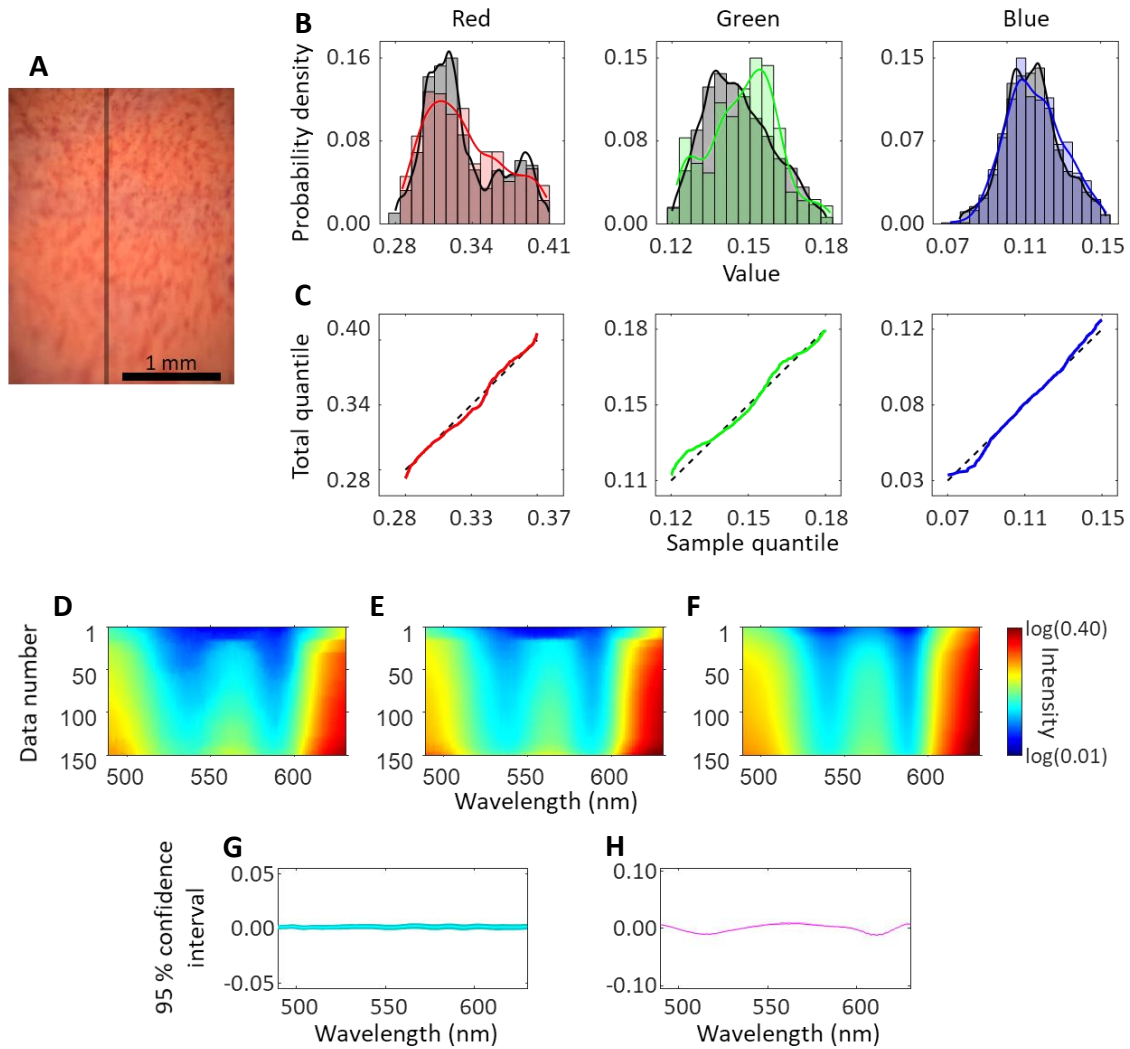 A
1 mm
B
Red
Green
Blue
Probability density
0.16
0.08
0.00
0.28 0.34 0.41
0.15
0.08
0.00
0.12 0.15 0.18
0.15
0.07
0.00
0.07 0.11 0.15
Value
C
Total quantile
0.40
0.34
0.28
0.28 0.33 0.37
0.18
0.15
0.11
0.12 0.15 0.18
0.12
0.08
0.03
0.07 0.11 0.15
Sample quantile
D
Data number
1
50
100
150
500 550 600
E
1
50
100
150
500 550 600
F
1
50
100
150
500 550 600
Wavelength (nm)
log(0.40)
Intensity
log(0.01)
G
95 % confidence
interval
0.05
0.00
-0.05
500 550 600
Wavelength (nm)
H
0.10
0.00
-0.10
500 550 600
Wavelength (nm)